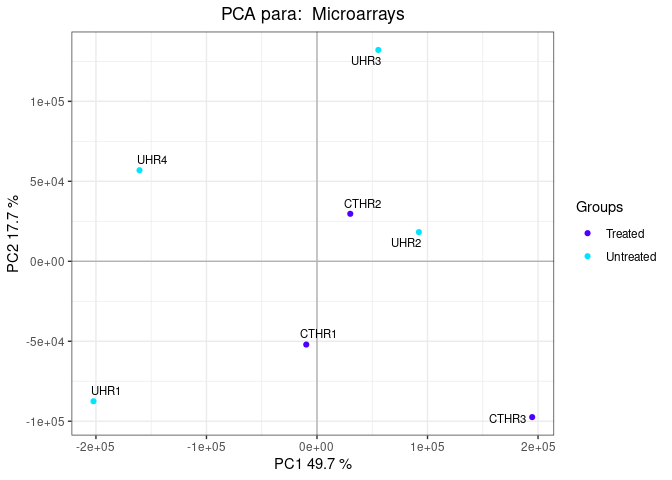 PCA para:  Microarrays
UHR3
1e+05
UHR4
5e+04
CTHR2
UHR2
0e+00
CTHR1
-5e+04
UHR1
CTHR3
-1e+05
-2e+05 -1e+05 0e+00 1e+05 2e+05
PC1 49.7 %
PC2 17.7 %
Groups
Treated
Untreated